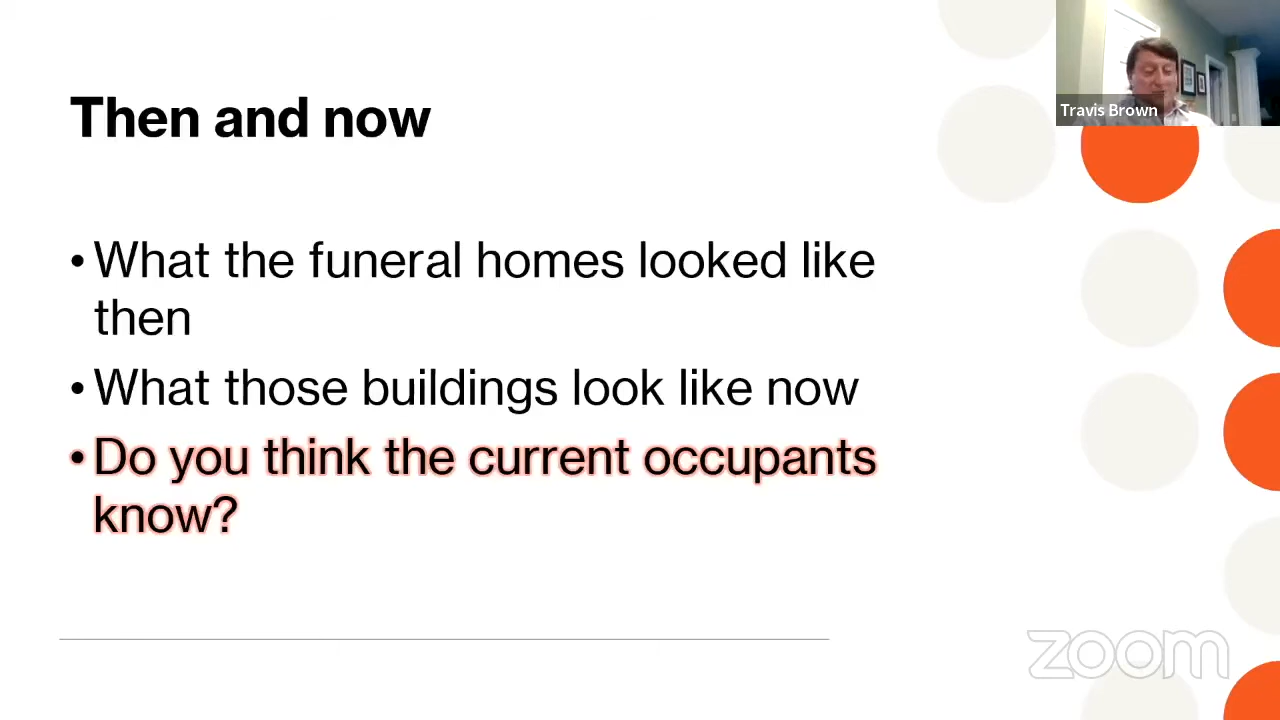 Travis Brown
Then and now
• What the funeral homes looked like
then
• What those buildings look like now
• Do you think the current occupants
know?
zoom